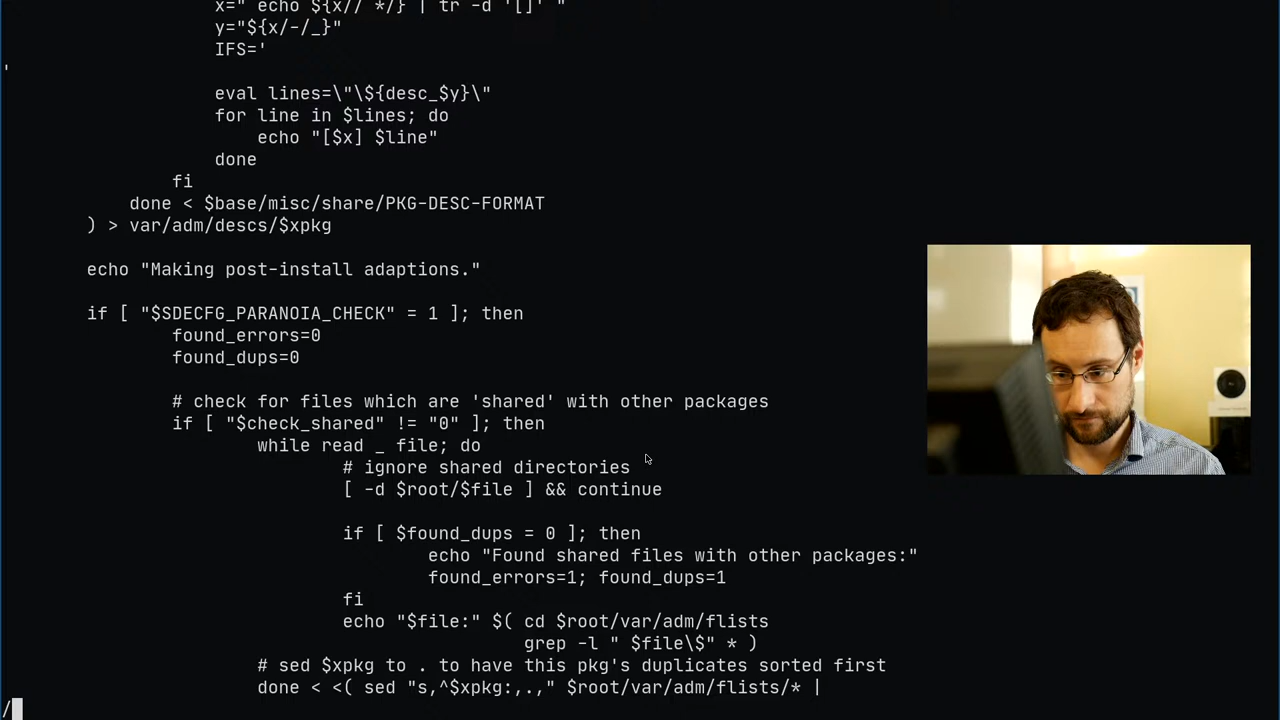 x="`echo ${x// */} | tr -d '[]'`"
y="${x/-/_}"
IFS='
'
eval lines=\"\${desc_$y}\"
for line in $lines; do
echo "[$x] $line"
done
fi
done < $base/misc/share/PKG-DESC-FORMAT
) > var/adm/descs/$xpkg
echo "Making post-install adaptions."
if [ "$SDECFG_PARANOIA_CHECK" = 1 ]; then
found_errors=0
found_dups=0
# check for files which are 'shared' with other packages
if [ "$check_shared" != "0" ]; then
while read _ file; do
# ignore shared directories
[ -d $root/$file ] && continue
if [ $found_dups = 0 ]; then
echo "Found shared files with other packages:"
found_errors=1; found_dups=1
fi
echo "$file:" $( cd $root/var/adm/flists
grep -l " $file\$" * )
# sed $xpkg to . to have this pkg's duplicates sorted first
done < <( sed "s,^$xpkg:,.," $root/var/adm/flists/* |
/